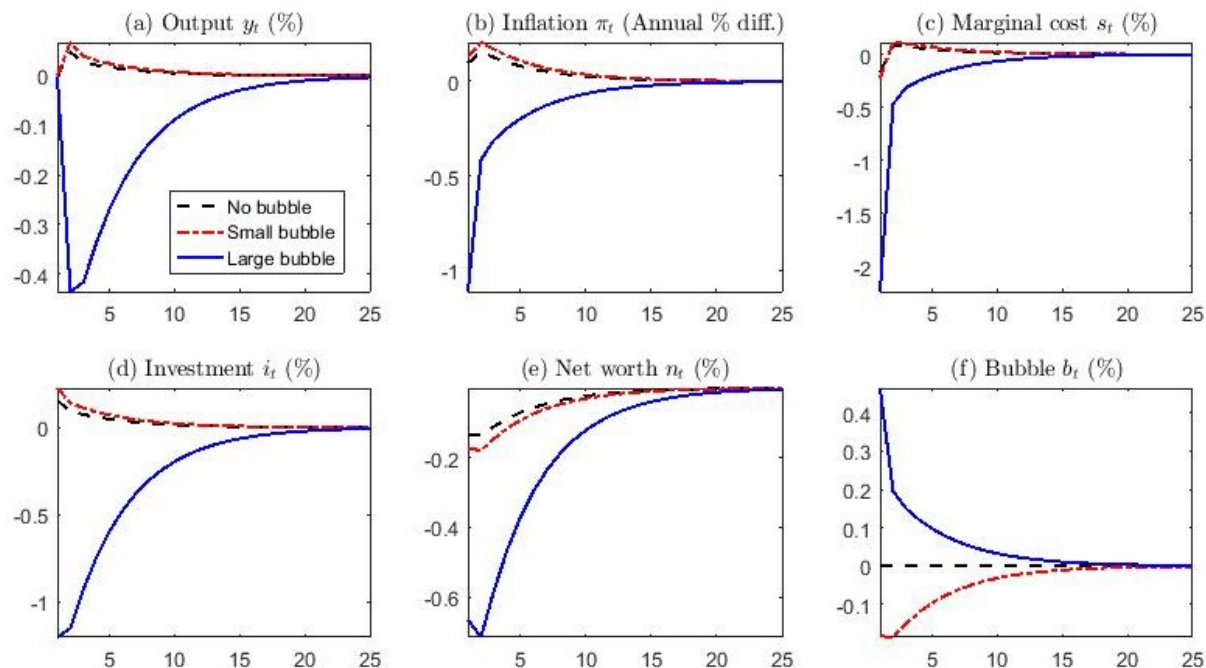 (a) Output y_t (%)
0
-0.1
-0.2
-0.3
-0.4
No bubble
Small bubble
Large bubble
5 10 15 20 25
(b) Inflation π_t (Annual % diff.)
0
-0.5
-1
5 10 15 20 25
(c) Marginal cost s_t (%)
0
-0.5
-1
-1.5
-2
5 10 15 20 25
(d) Investment i_t (%)
0
-0.5
-1
5 10 15 20 25
(e) Net worth n_t (%)
-0.2
-0.4
-0.6
5 10 15 20 25
(f) Bubble b_t (%)
0.4
0.3
0.2
0.1
0
-0.1
5 10 15 20 25